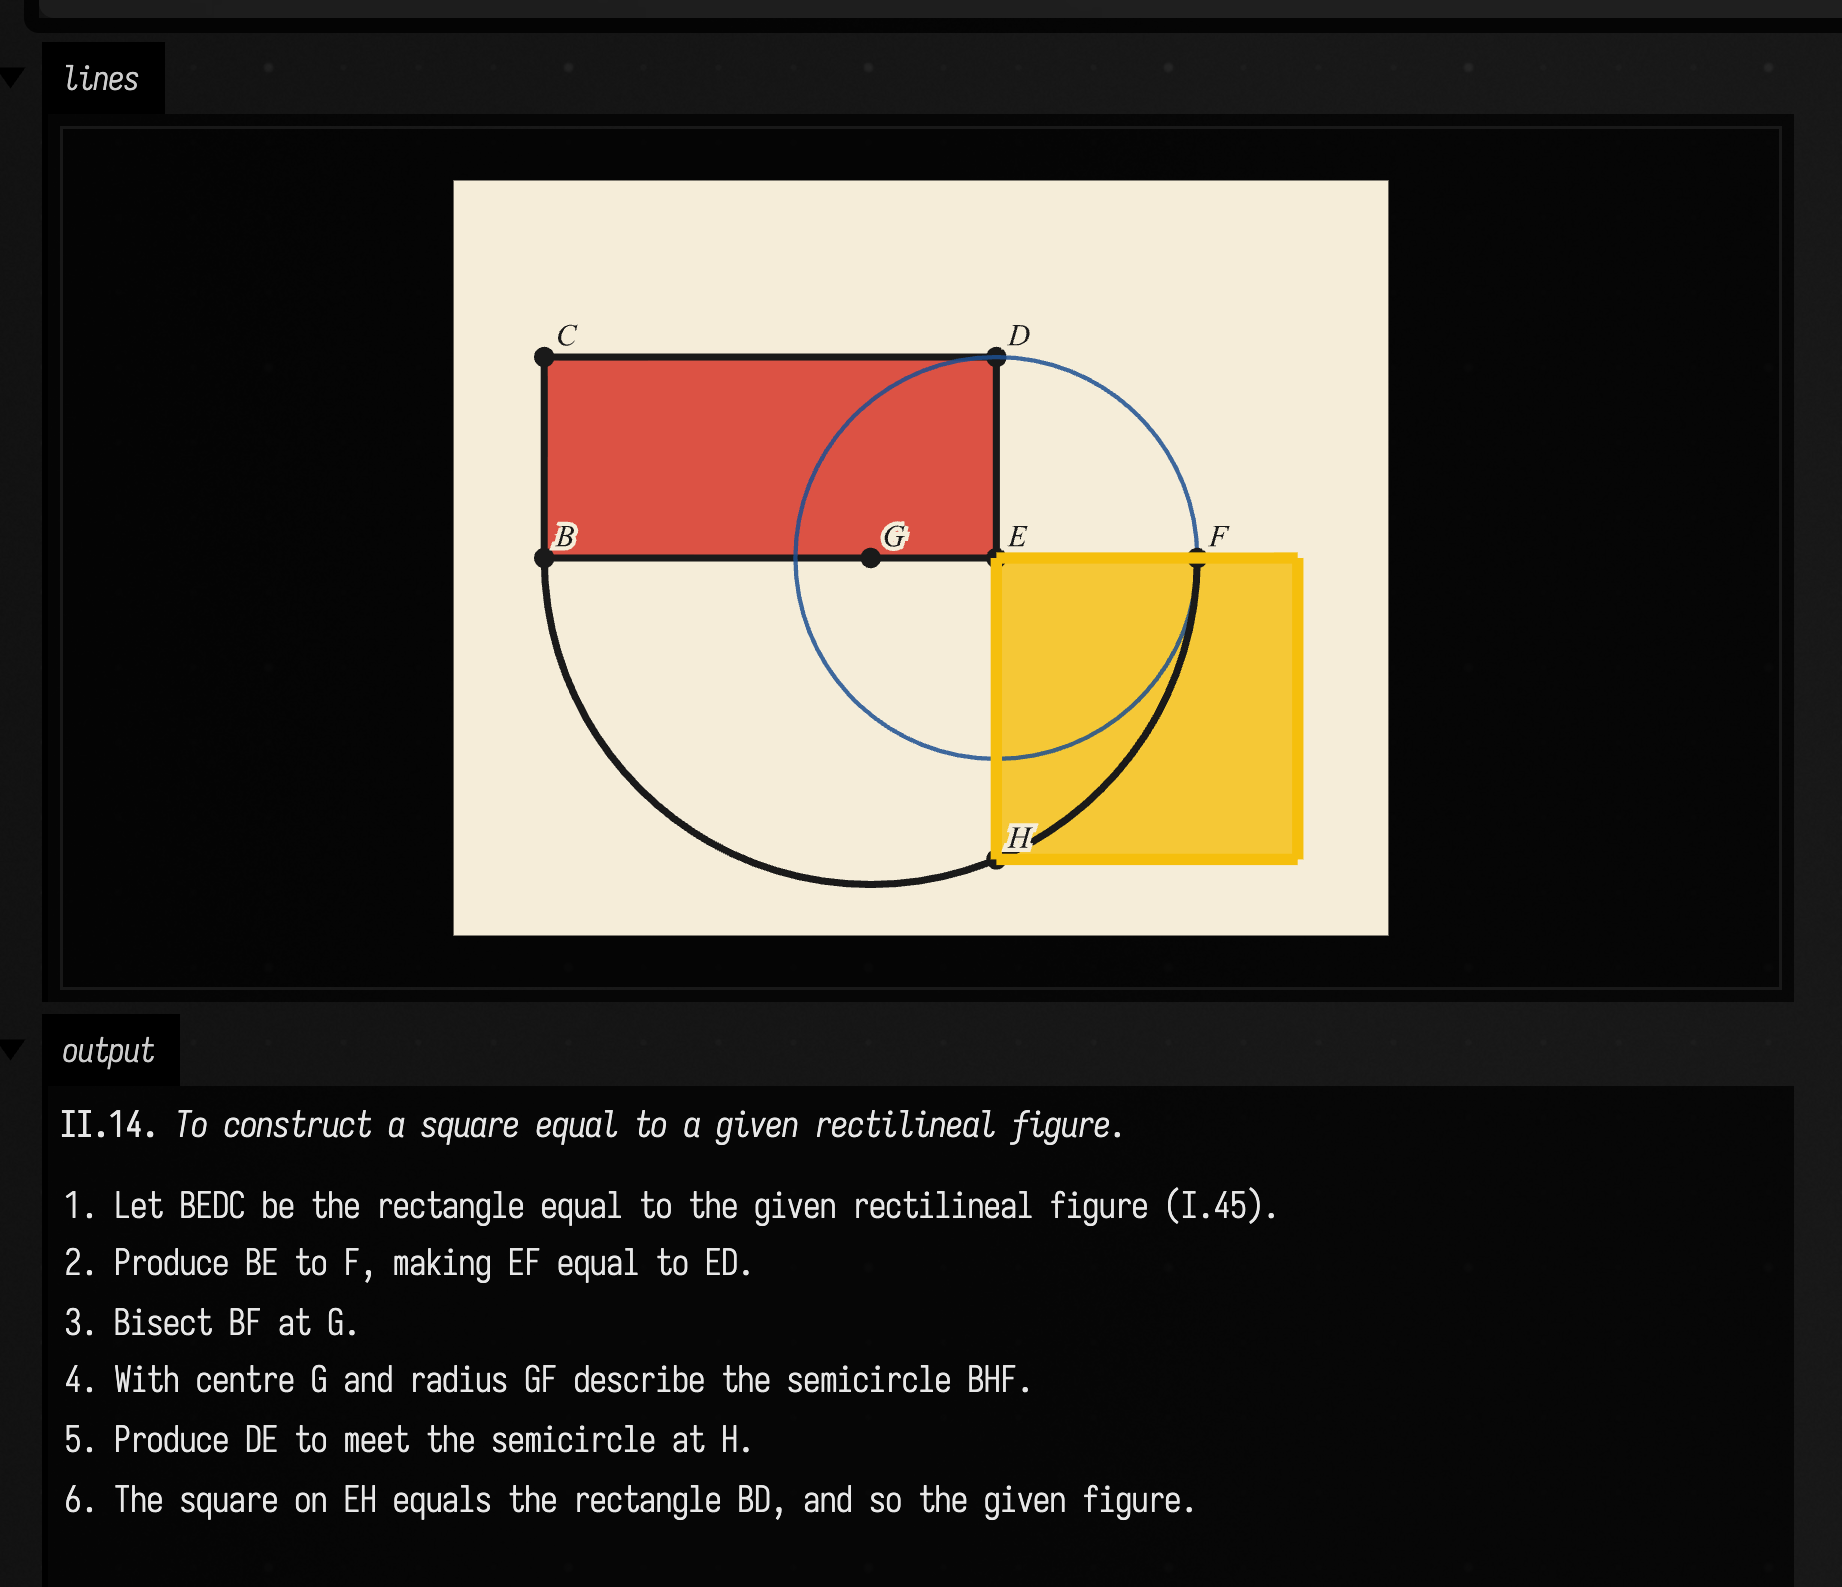 lines
C
D
B
G
E
F
H
output
II.14. To construct a square equal to a given rectilineal figure.
1. Let BEDC be the rectangle equal to the given rectilineal figure (I.45).
2. Produce BE to F, making EF equal to ED.
3. Bisect BF at G.
4. With centre G and radius GF describe the semicircle BHF.
5. Produce DE to meet the semicircle at H.
6. The square on EH equals the rectangle BD, and so the given figure.